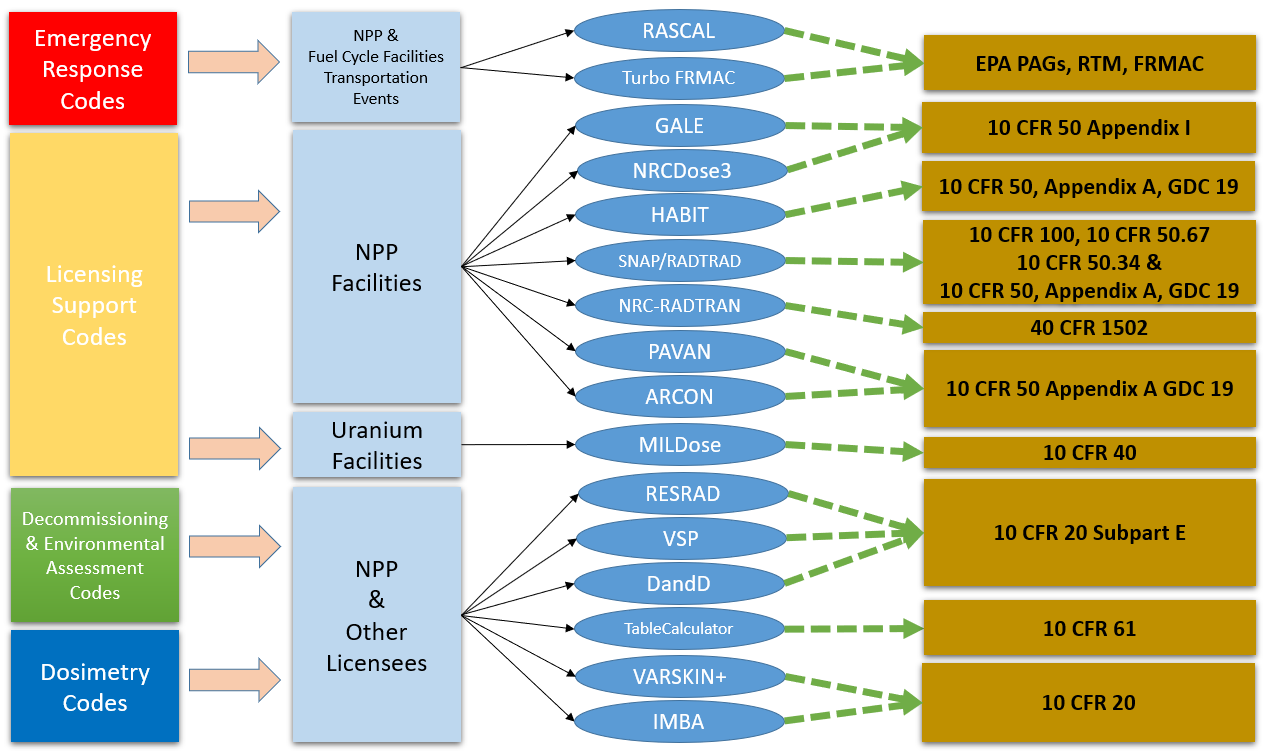 Emergency
Response
Codes
NPP &
Fuel Cycle Facilities
Transportation
Events
RASCAL
Turbo FRMAC
EPA PAGs, RTM, FRMAC
Licensing
Support
Codes
NPP
Facilities
GALE
NRCDose3
HABIT
SNAP/RADTRAD
NRC-RADTRAN
PAVAN
ARCON
10 CFR 50 Appendix I
10 CFR 50, Appendix A, GDC 19
10 CFR 100, 10 CFR 50.67
10 CFR 50.34 &
10 CFR 50, Appendix A, GDC 19
40 CFR 1502
10 CFR 50 Appendix A GDC 19
Uranium
Facilities
MILDose
10 CFR 40
Decommissioning
& Environmental
Assessment
Codes
Dosimetry
Codes
NPP
&
Other
Licensees
RESRAD
VSP
DandD
TableCalculator
VARSKIN+
IMBA
10 CFR 20 Subpart E
10 CFR 61
10 CFR 20